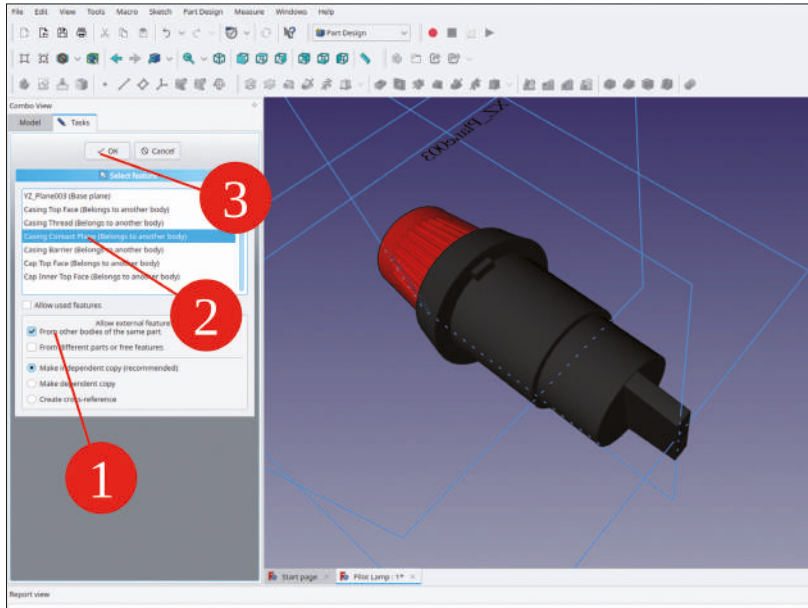 File Edit View Tools Macro Sketch Part Design Measure Windows Help
Part Design
Combo View
Model Tasks
OK Cancel
Select feature
YZ_Plane003 (Base plane)
Casing Top Face (Belongs to another body)
Casing Thread (Belongs to another body)
Casing Contact Plane (Belongs to another body)
Casing Barrier (Belongs to another body)
Cap Top Face (Belongs to another body)
Cap Inner Top Face (Belongs to another body)
Allow used features
Allow external feature
From other bodies of the same part
From different parts or free features
Make independent copy (recommended)
Make dependent copy
Create cross-reference
3
2
1
XZ_Plane003
Start page Pilot Lamp : 1*
Report view